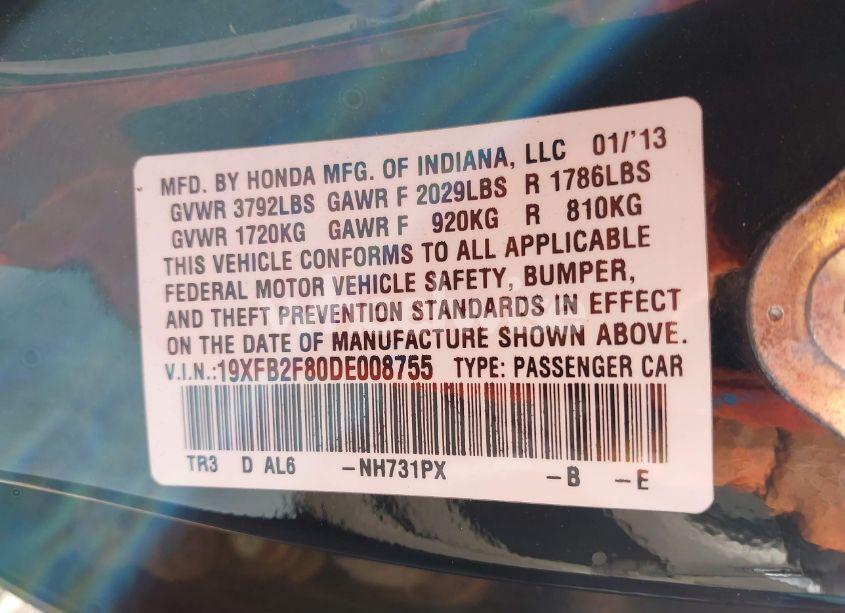 MFD. BY HONDA MFG. OF INDIANA, LLC 01/'13
GVWR 3792LBS GAWR F 2029LBS R 1786LBS
GVWR 1720KG GAWR F 920KG R 810KG
THIS VEHICLE CONFORMS TO ALL APPLICABLE
FEDERAL MOTOR VEHICLE SAFETY, BUMPER,
AND THEFT PREVENTION STANDARDS IN EFFECT
ON THE DATE OF MANUFACTURE SHOWN ABOVE.
V.I.N.:19XFB2F80DE008755 TYPE: PASSENGER CAR
TR3 D AL6 -NH731PX -B -E